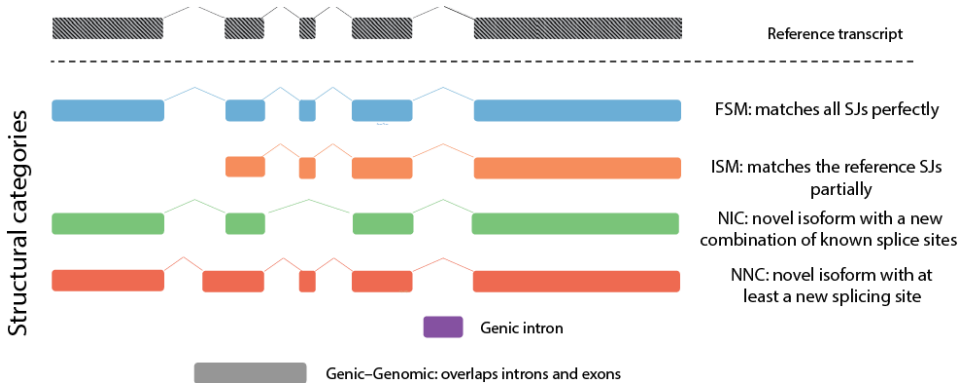 Reference transcript
Structural categories
FSM: matches all SJs perfectly
ISM: matches the reference SJs
partially
NIC: novel isoform with a new
combination of known splice sites
NNC: novel isoform with at
least a new splicing site
Genic intron
Genic–Genomic: overlaps introns and exons